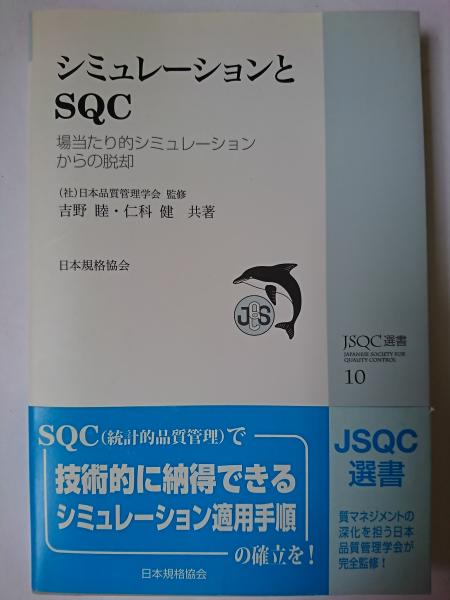 シミュレーションと
SQC
場当たり的シミュレーション
からの脱却
(社)日本品質管理学会 監修
吉野 睦・仁科 健 共著
日本規格協会
JSQC選書
JAPANESE SOCIETY FOR
QUALITY CONTROL
10
SQC(統計的品質管理)で
技術的に納得できる
シミュレーション適用手順
の確立を!
日本規格協会
JSQC
選書
質マネジメントの
深化を担う日本
品質管理学会が
完全監修!